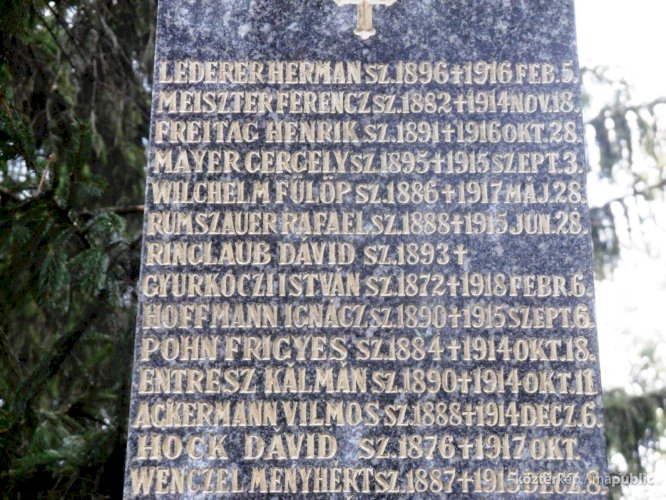 LEDERER HERMAN SZ.1896✝1916 FEB.5.
MEISZTER FERENCZ SZ.1882✝1914 NOV.18.
FREITAG HENRIK SZ.1891✝1916 OKT.28.
MAYER GERGELY SZ.1895✝1915 SZEPT.3.
WILCHELM FÜLÖP SZ.1886✝1917 MÁJ.28.
RUMSZAUER RAFAEL SZ.1888✝1915 JUN.28.
RINGLAUB DÁVID SZ.1893✝
GYURKÓCZI ISTVÁN SZ.1872✝1918 FEBR.6.
HOFFMANN IGNÁCZ SZ.1890✝1915 SZEPT.6.
POHN FRIGYES SZ.1884✝1914 OKT.18.
ENTRESZ KÁLMÁN SZ.1890✝1914 OKT.11.
ACKERMANN VILMOS SZ.1888✝1914 DECZ.6.
HOCK DÁVID SZ.1876✝1917 OKT.
WENCZEL MENYHÉRT SZ.1887✝
köztérkép / mapublic